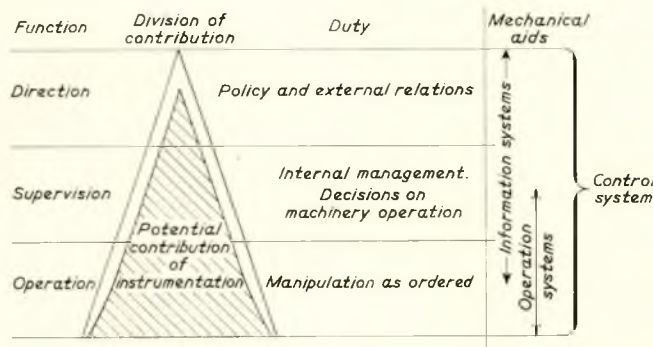 Function
Division of
contribution
Duty
Mechanical
aids
Direction
Policy and external relations
Supervision
Internal management.
Decisions on
machinery operation
Potential
contribution
of
instrumentation
Operation
Manipulation as ordered
Information systems
Operation
systems
Control
system